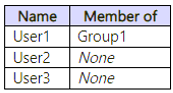 Name Member of
User1 Group1
User2 None
User3 None